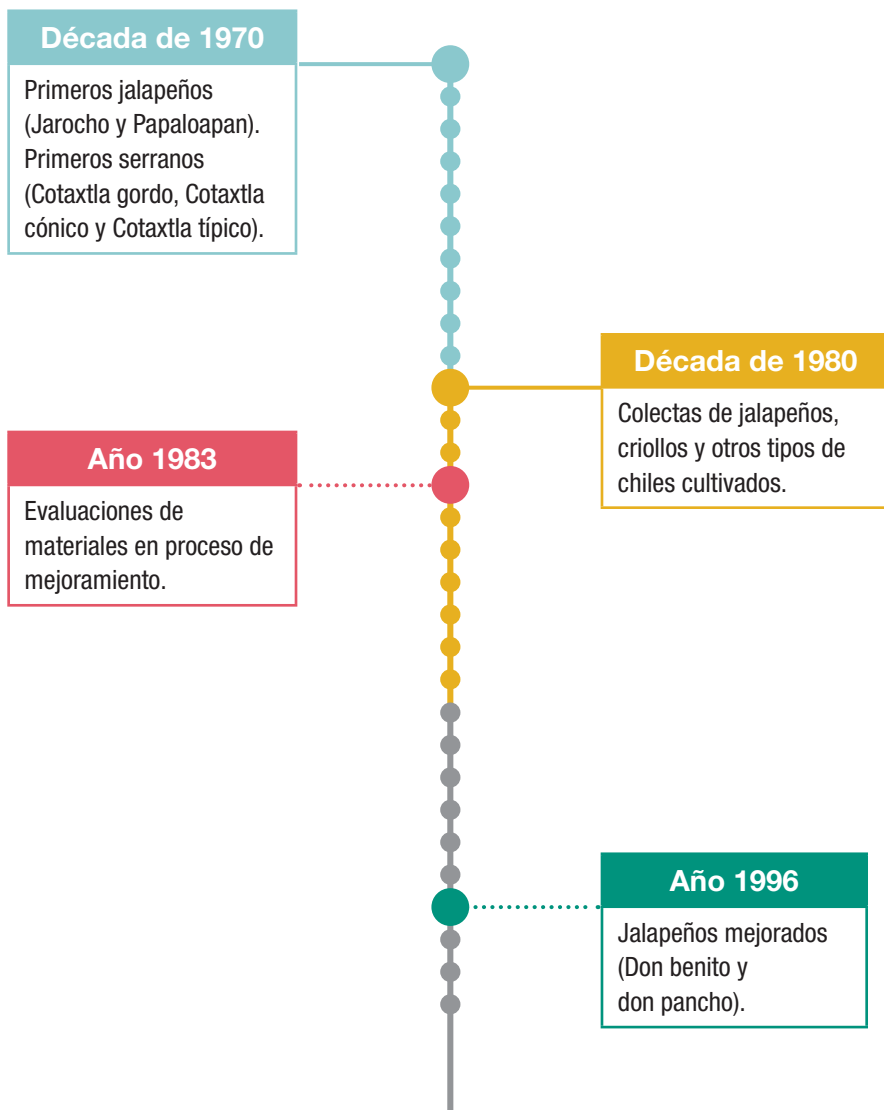 Década de 1970
Primeros jalapeños
(Jarocho y Papaloapan).
Primeros serranos
(Cotaxtla gordo, Cotaxtla
cónico y Cotaxtla típico).
Década de 1980
Colectas de jalapeños,
criollos y otros tipos de
chiles cultivados.
Año 1983
Evaluaciones de
materiales en proceso de
mejoramiento.
Año 1996
Jalapeños mejorados
(Don benito y
don pancho).